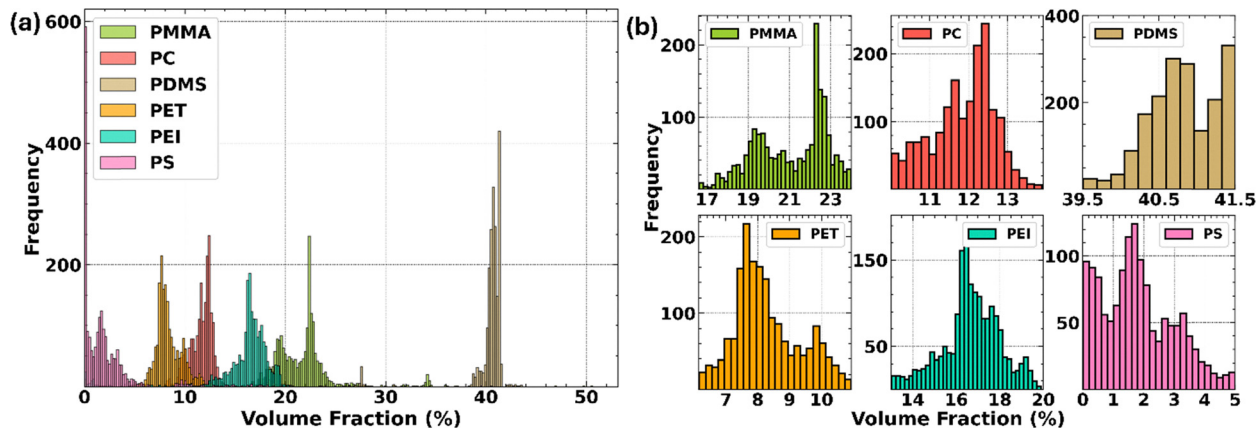 (a)
600
400
200
Frequency
PMMA
PC
PDMS
PET
PEI
PS
0
10
20
30
40
50
Volume Fraction (%)
(b)
Frequency
PMMA
200
100
17
19
21
23
PC
200
100
11
12
13
PDMS
400
200
39.5
40.5
41.5
PET
200
100
7
8
9
10
PEI
150
50
14
16
18
20
PS
100
50
0
1
2
3
4
5
Volume Fraction (%)